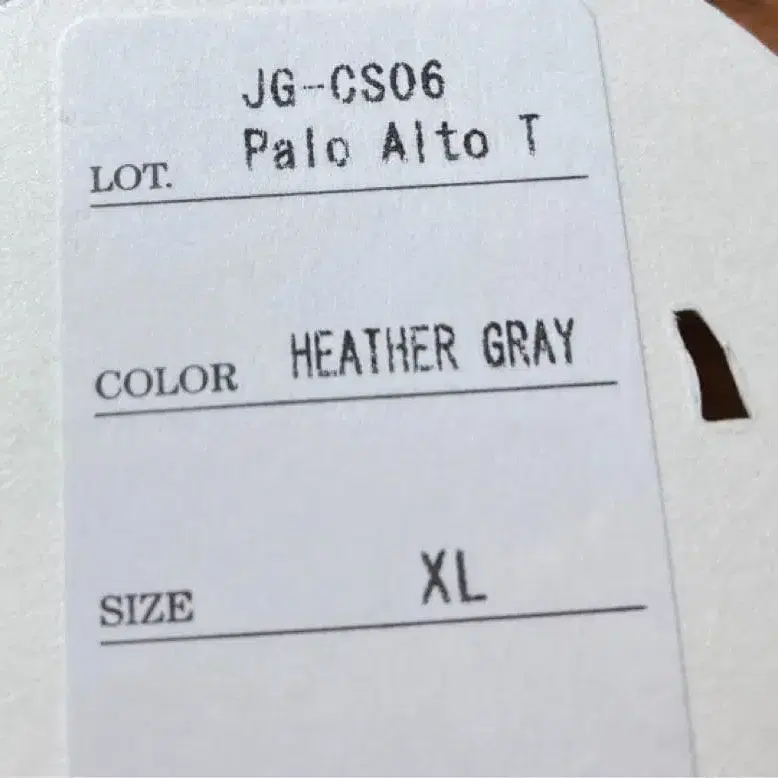 JG-CS06
LOT. Palo Alto T
COLOR HEATHER GRAY
SIZE XL